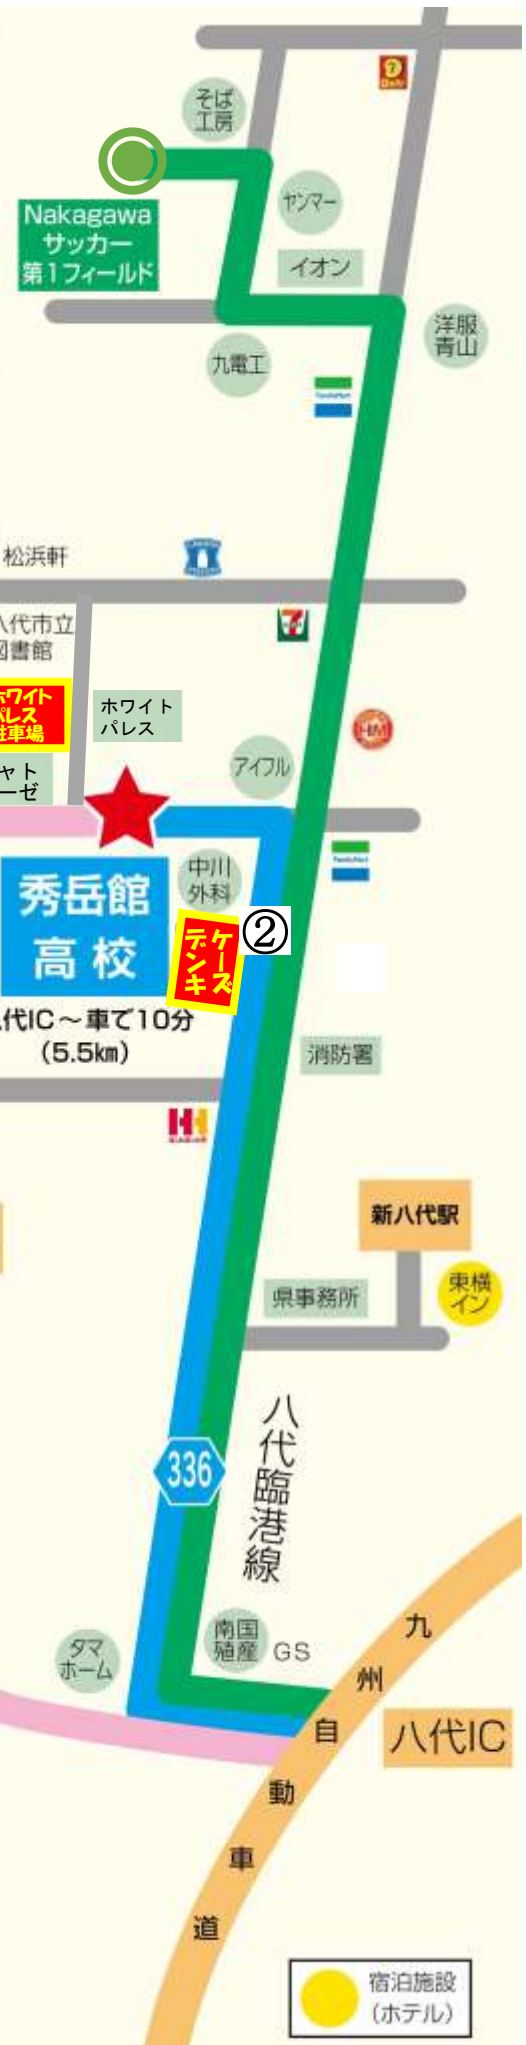 そば
工房
Nakagawa
サッカー
第1フィールド
ヤンマー
イオン
洋服
青山
九電工
FamilyMart
松浜軒
八代市立
図書館
7
ホワイト
パレス
駐車場
ホワイト
パレス
HM
アイフル
シャト
レーゼ
秀岳館
高校
中川
外科
FamilyMart
ケーズ
デンキ
②
八代IC～車で10分
(5.5km)
消防署
新八代駅
県事務所
東横
イン
336
八代臨港線
南国
殖産
GS
タマ
ホーム
九州自動車道
八代IC
宿泊施設
(ホテル)